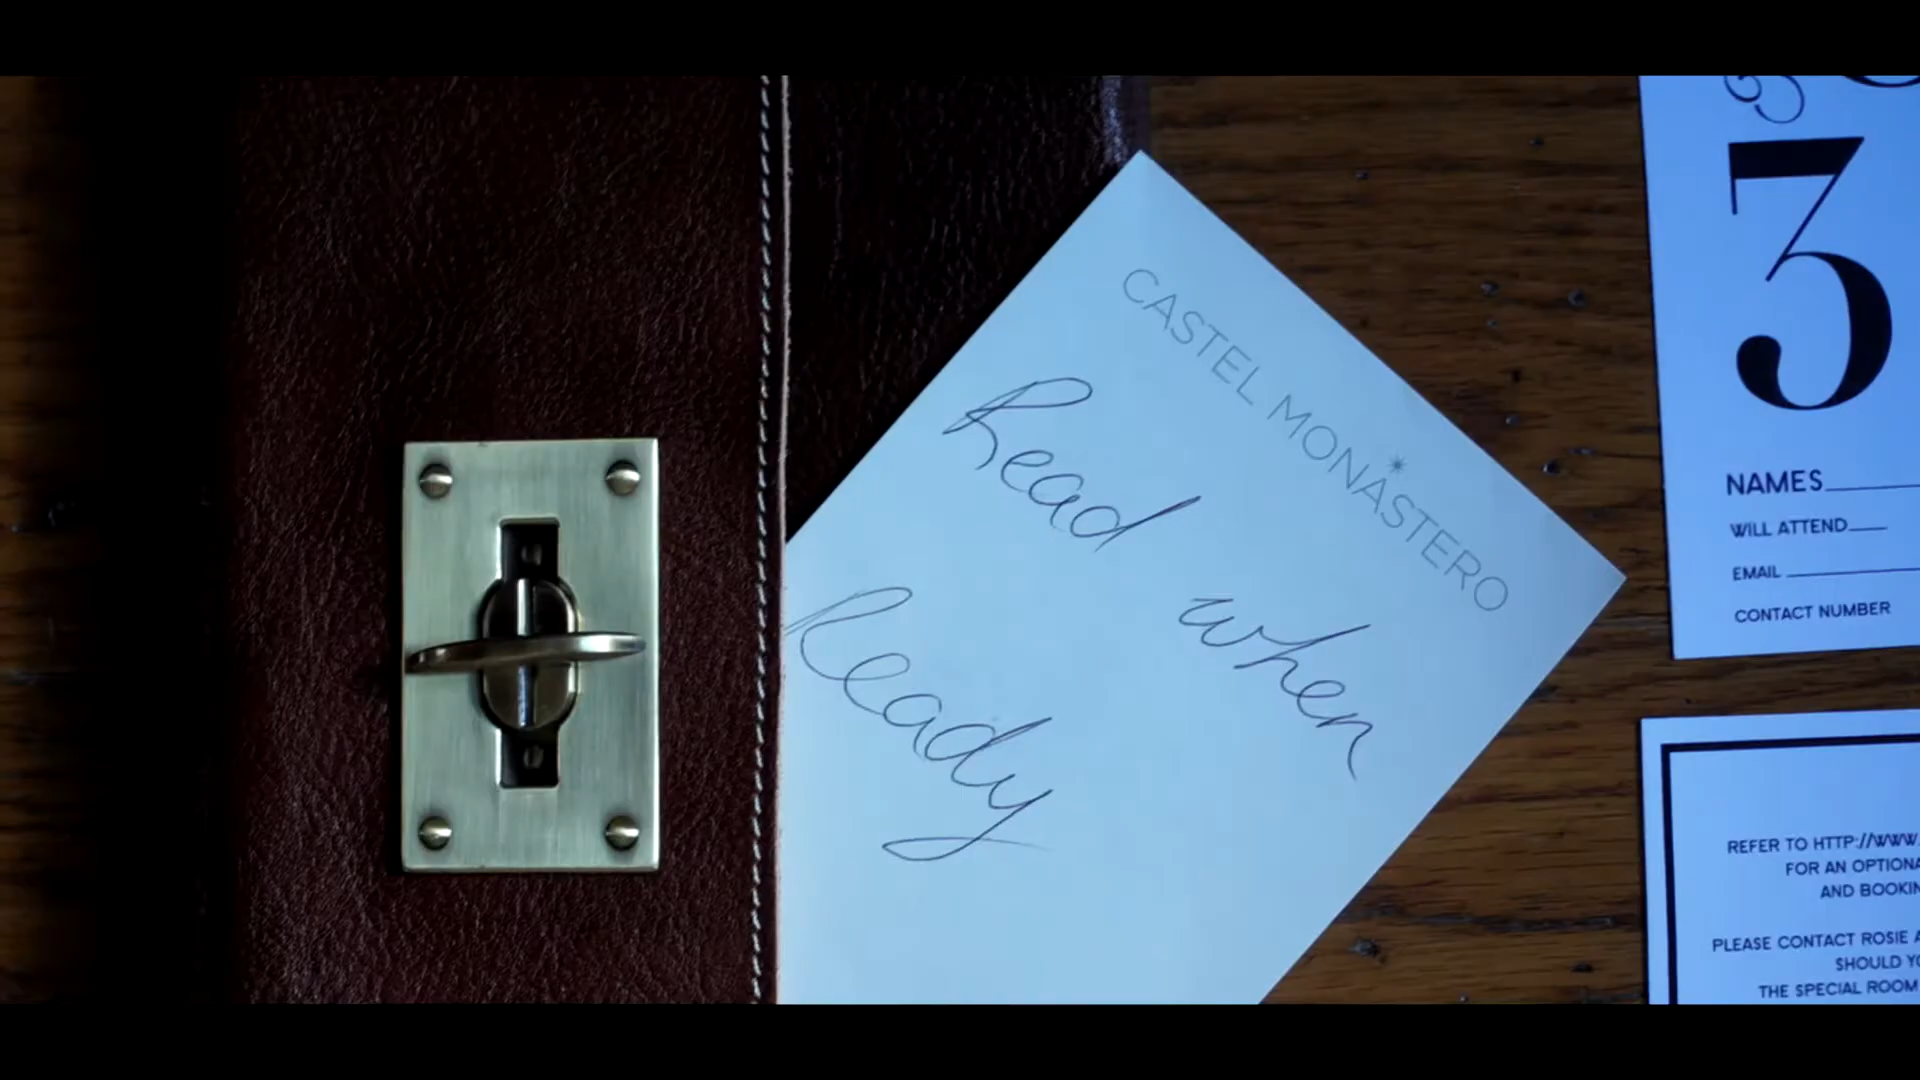 CASTEL MONASTERO
Read when
Ready
3
NAMES
WILL ATTEND
EMAIL
CONTACT NUMBER
REFER TO HTTP://WWW.
FOR AN OPTIONA
AND BOOKIN
PLEASE CONTACT ROSIE A
SHOULD YO
THE SPECIAL ROOM